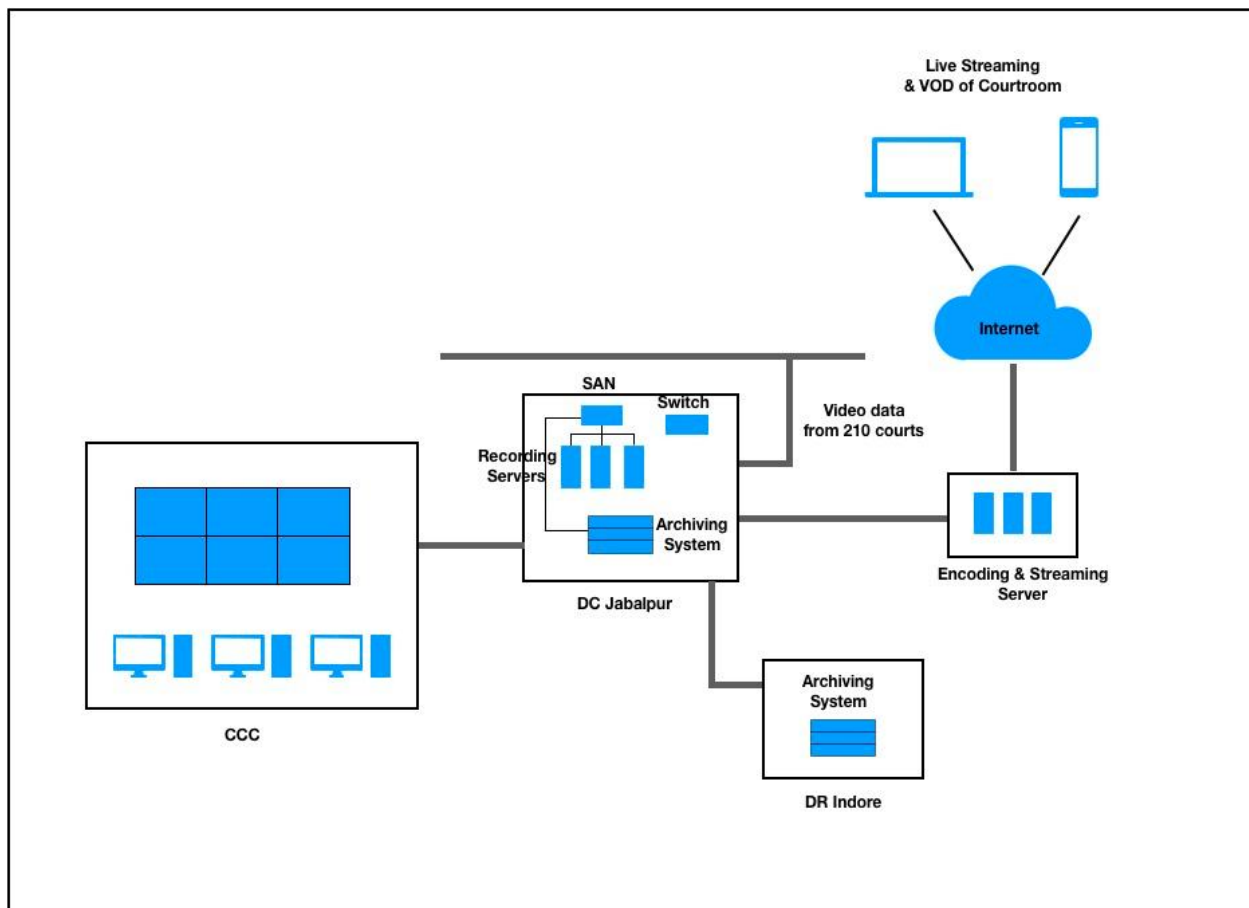 Live Streaming
& VOD of Courtroom
Internet
SAN
Switch
Video data
from 210 courts
Recording
Servers
Archiving
System
Encoding & Streaming
Server
DC Jabalpur
Archiving
System
CCC
DR Indore